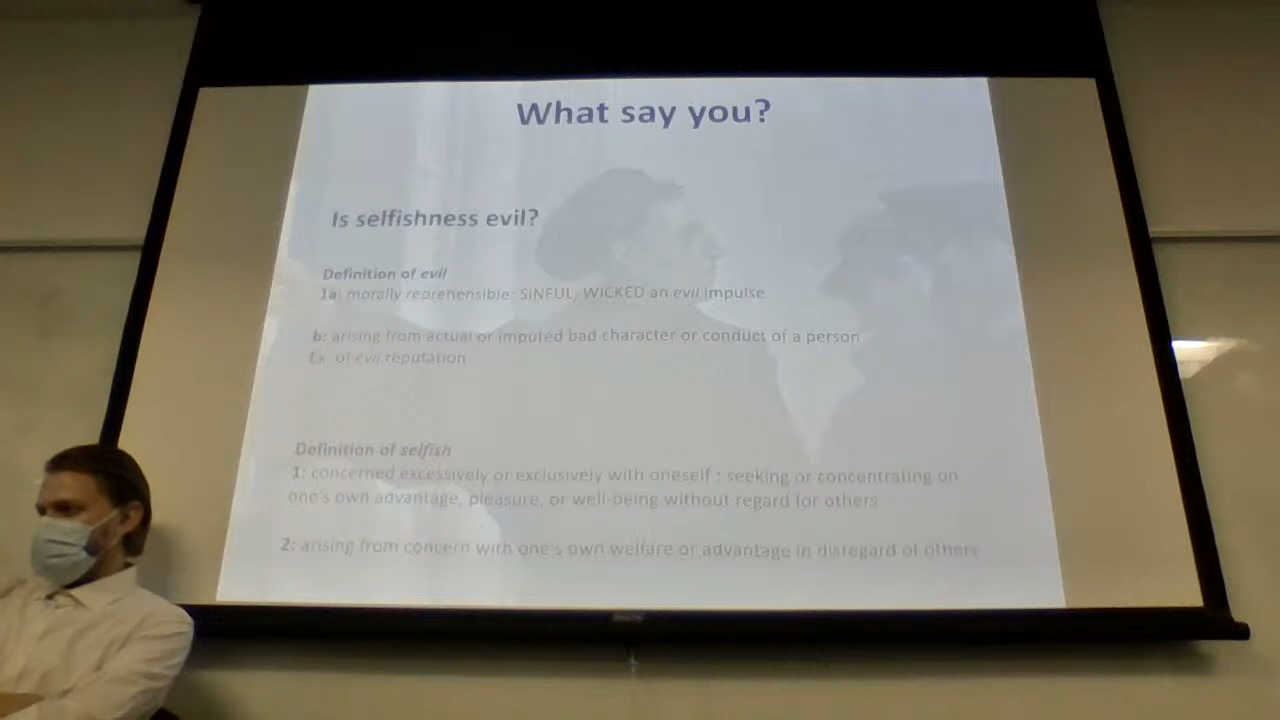 What say you?
Is selfishness evil?
Definition of evil
1a: morally reprehensible: SINFUL, WICKED an evil impulse
b: arising from actual or imputed bad character or conduct of a person
of evil reputation
Definition of selfish
1: concerned excessively or exclusively with oneself : seeking or concentrating on
one's own advantage, pleasure, or well-being without regard for others
2: arising from concern with one's own welfare or advantage in disregard of others